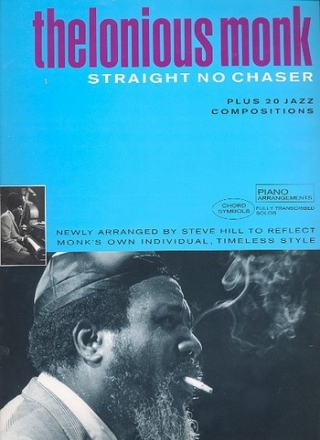 thelonious monk
STRAIGHT NO CHASER
PLUS 20 JAZZ
COMPOSITIONS
PIANO
ARRANGEMENTS
CHORD
SYMBOLS
FULLY TRANSCRIBED
SOLOS
NEWLY ARRANGED BY STEVE HILL TO REFLECT
MONK'S OWN INDIVIDUAL, TIMELESS STYLE